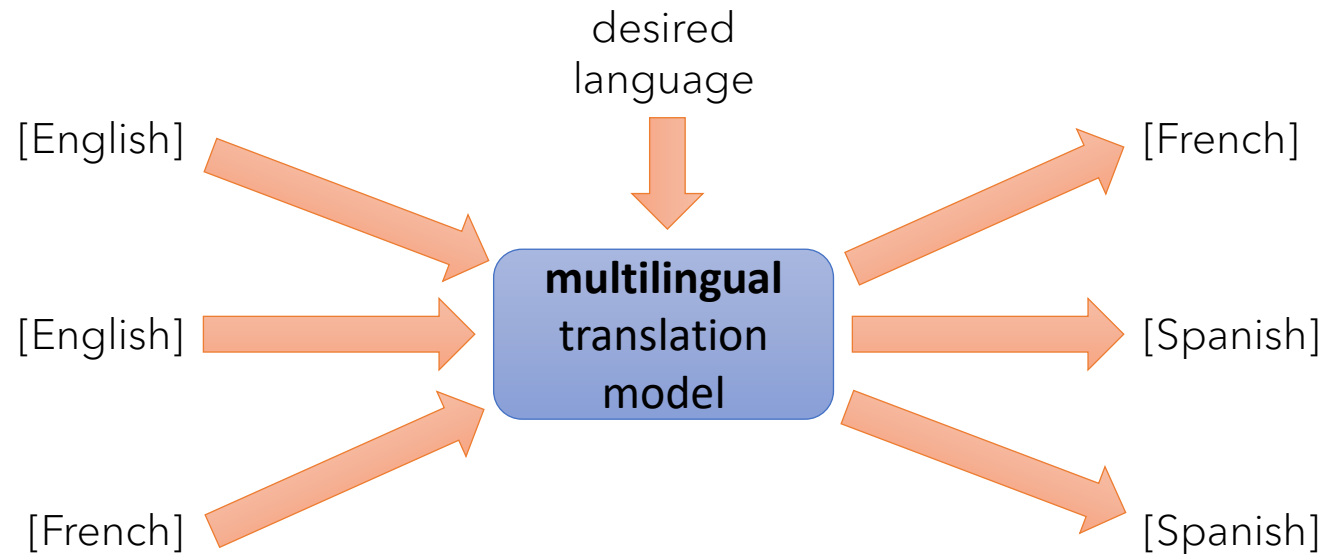 desired
language
[English]
[French]
multilingual
translation
model
[English]
[Spanish]
[French]
[Spanish]